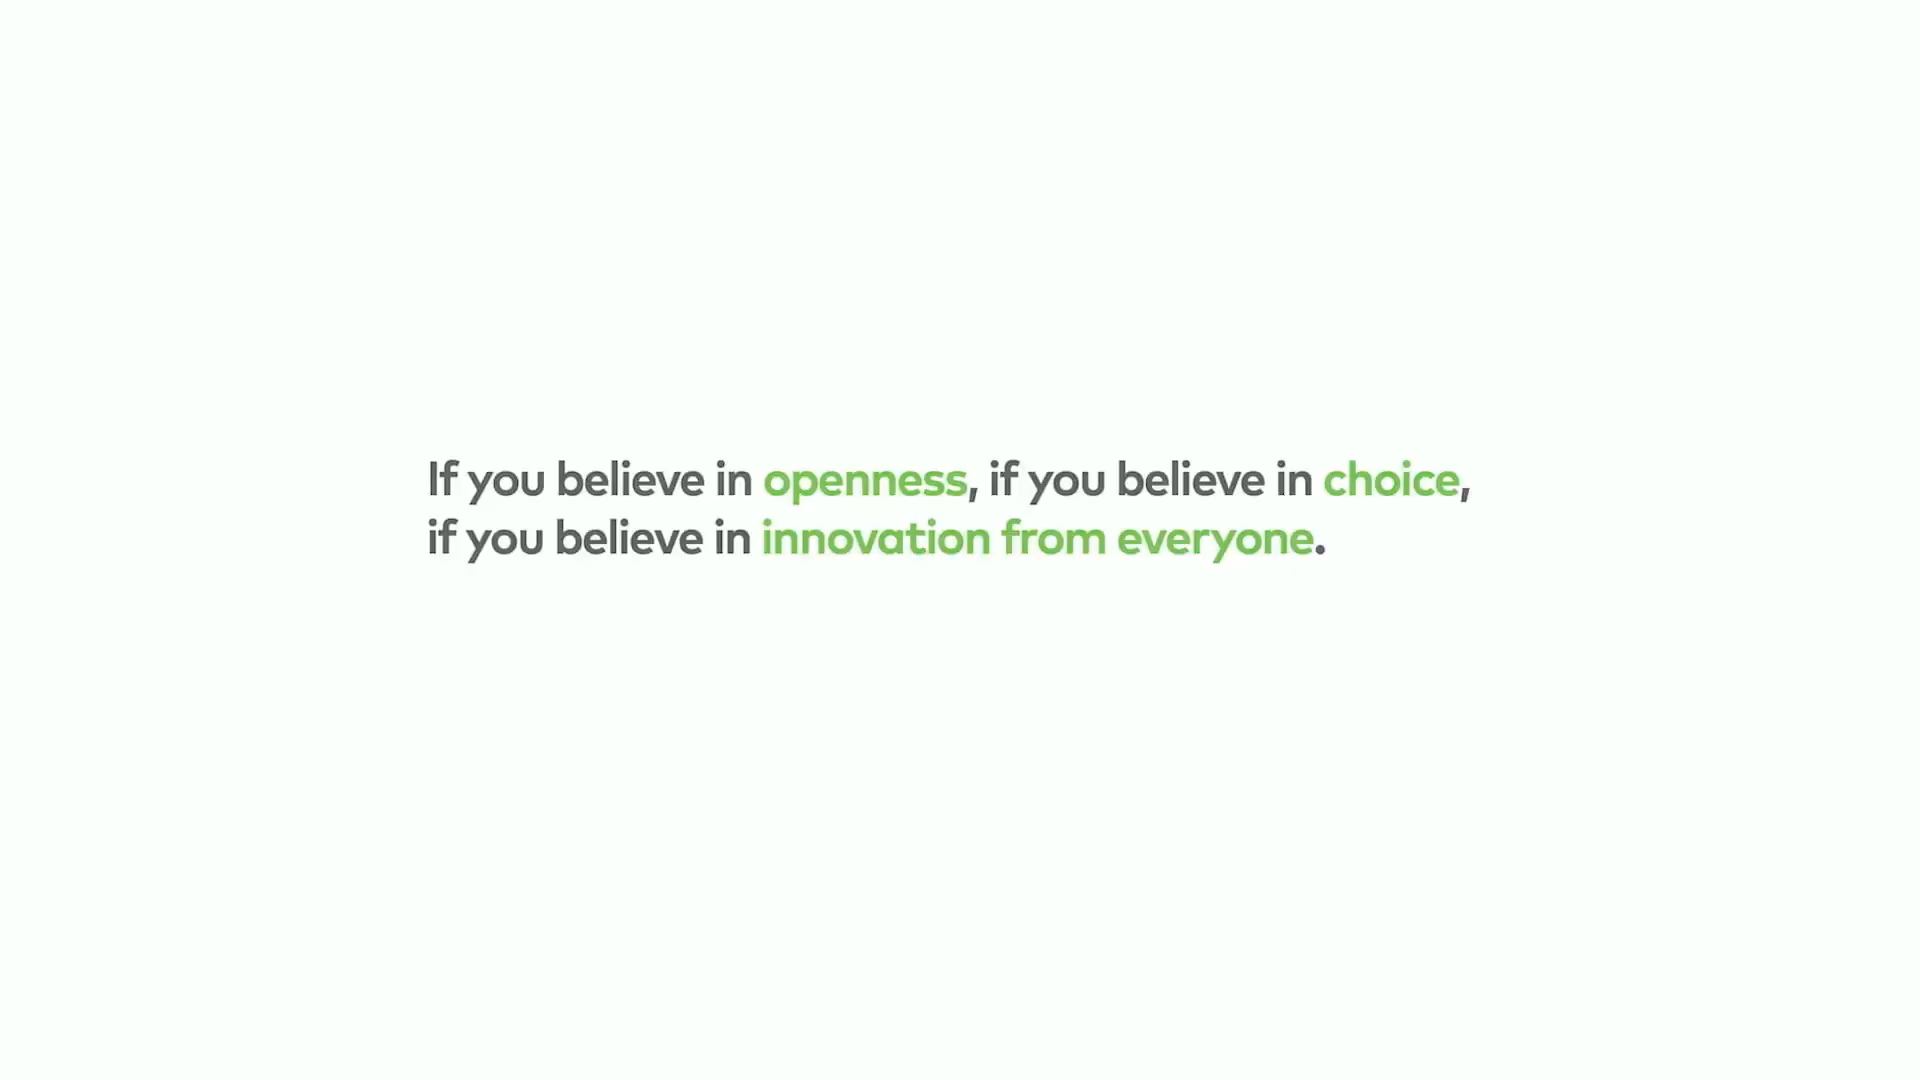 If you believe in openness, if you believe in choice,
if you believe in innovation from everyone.